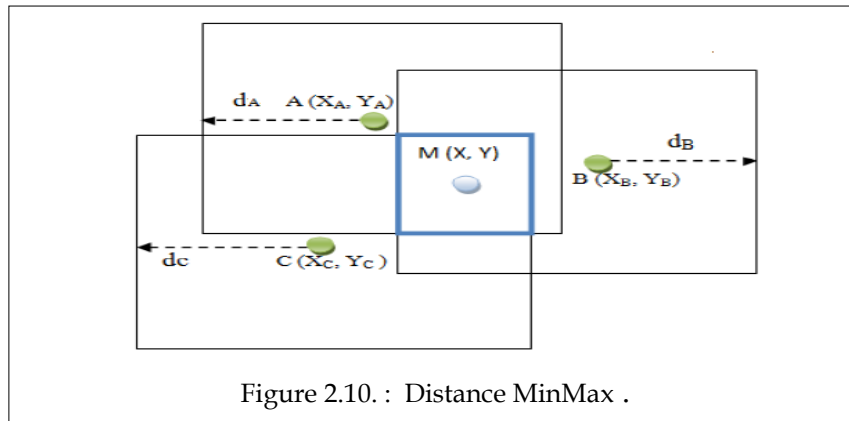 dA A (XA, YA)
M (X, Y)
dB
B (XB, YB)
dC C (XC, YC )
Figure 2.10. : Distance MinMax .